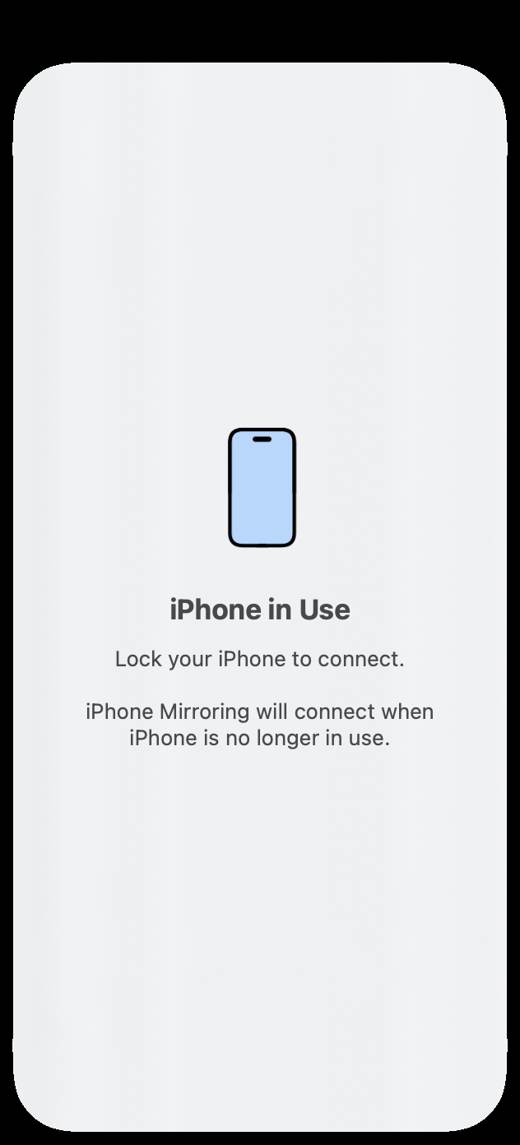 iPhone in Use
Lock your iPhone to connect.
iPhone Mirroring will connect when
iPhone is no longer in use.